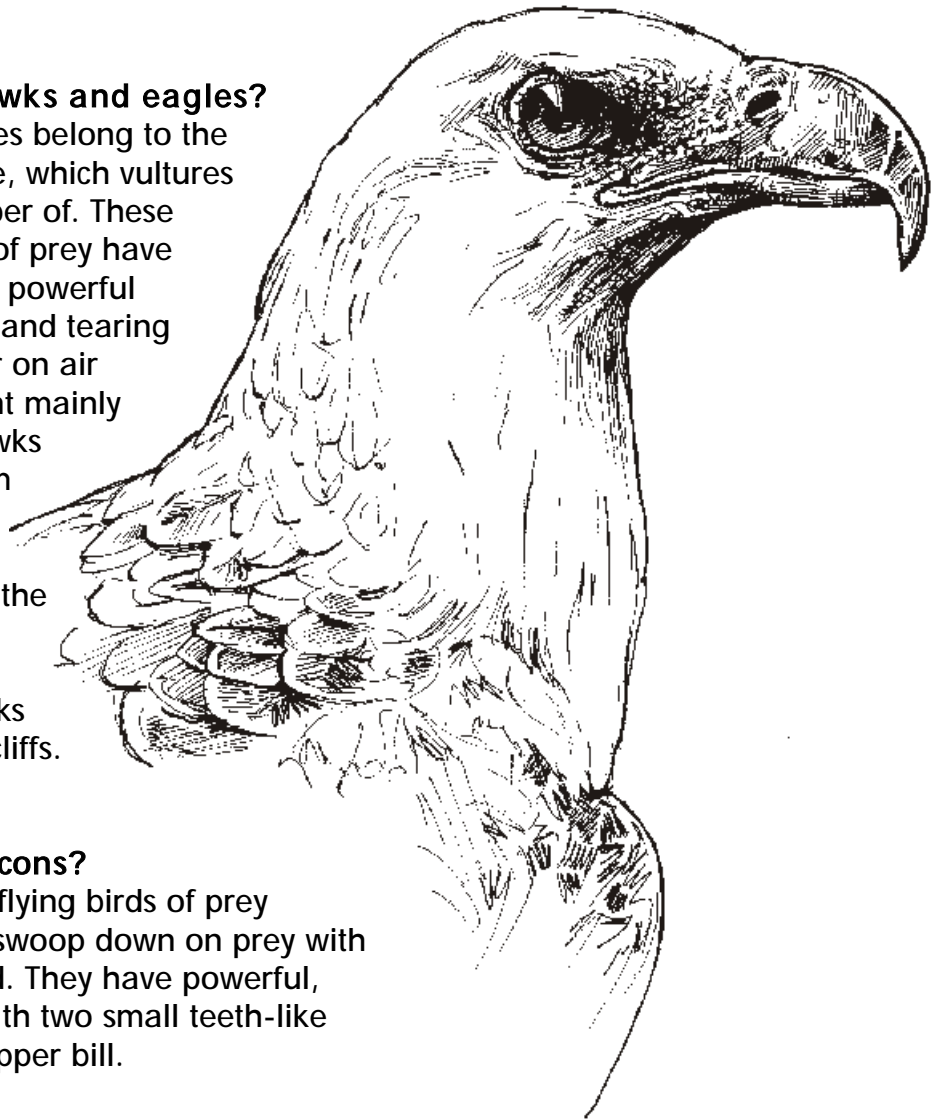 wks and eagles?
es belong to the
e, which vultures
ber of. These
of prey have
powerful
and tearing
r on air
nt mainly
wks
n
the
ks
cliffs.
cons?
flying birds of prey
swoop down on prey with
l. They have powerful,
th two small teeth-like
pper bill.